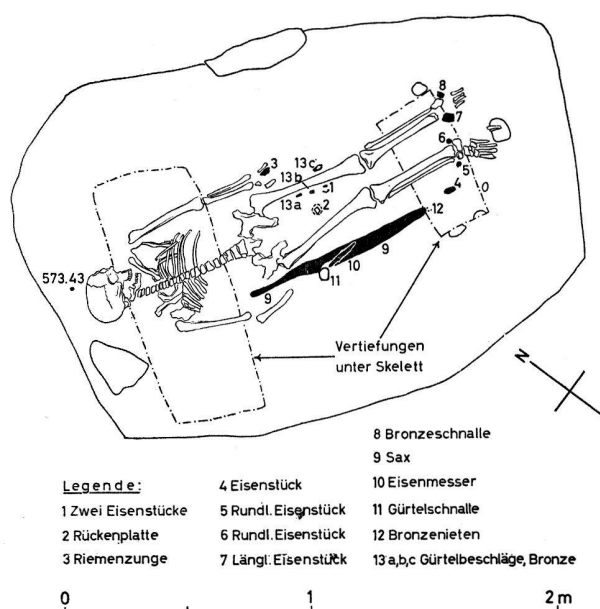 8
7
3
13c
6
13b
1
5
13a
2
4
12
573.43
10
9
11
9
Vertiefungen
unter Skelett
N
8 Bronzeschnalle
9 Sax
Legende:
4 Eisenstück
10 Eisenmesser
1 Zwei Eisenstücke
5 Rundl. Eisenstück
11 Gürtelschnalle
2 Rückenplatte
6 Rundl. Eisenstück
12 Bronzenieten
3 Riemenzunge
7 Längl. Eisenstück
13 a,b,c Gürtelbeschläge, Bronze
0
1
2 m